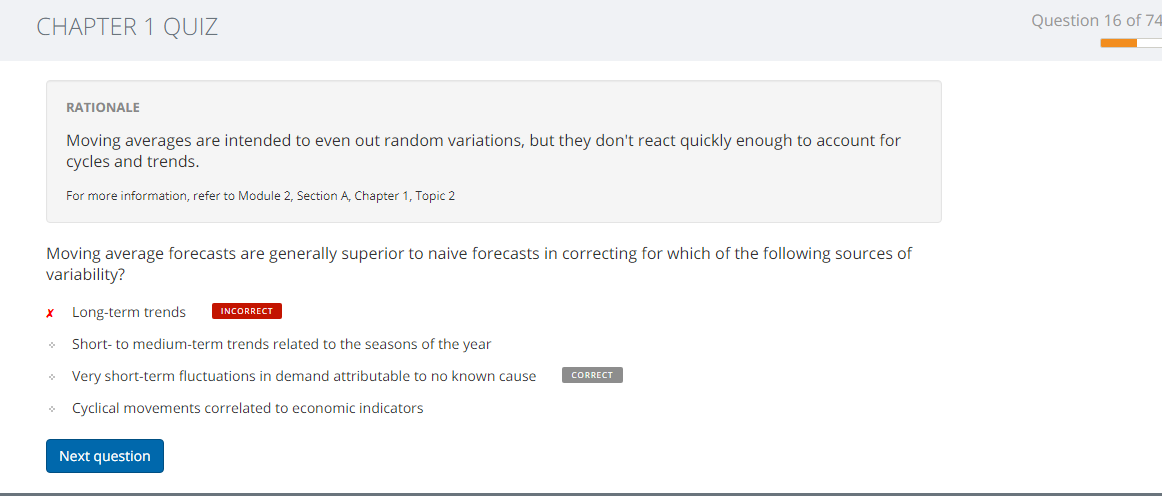 CHAPTER 1 QUIZ
Question 16 of 74
RATIONALE
Moving averages are intended to even out random variations, but they don't react quickly enough to account for
cycles and trends.
For more information, refer to Module 2, Section A, Chapter 1, Topic 2
Moving average forecasts are generally superior to naive forecasts in correcting for which of the following sources of
variability?
✗ Long-term trends INCORRECT
Short- to medium-term trends related to the seasons of the year
Very short-term fluctuations in demand attributable to no known cause CORRECT
Cyclical movements correlated to economic indicators
Next question